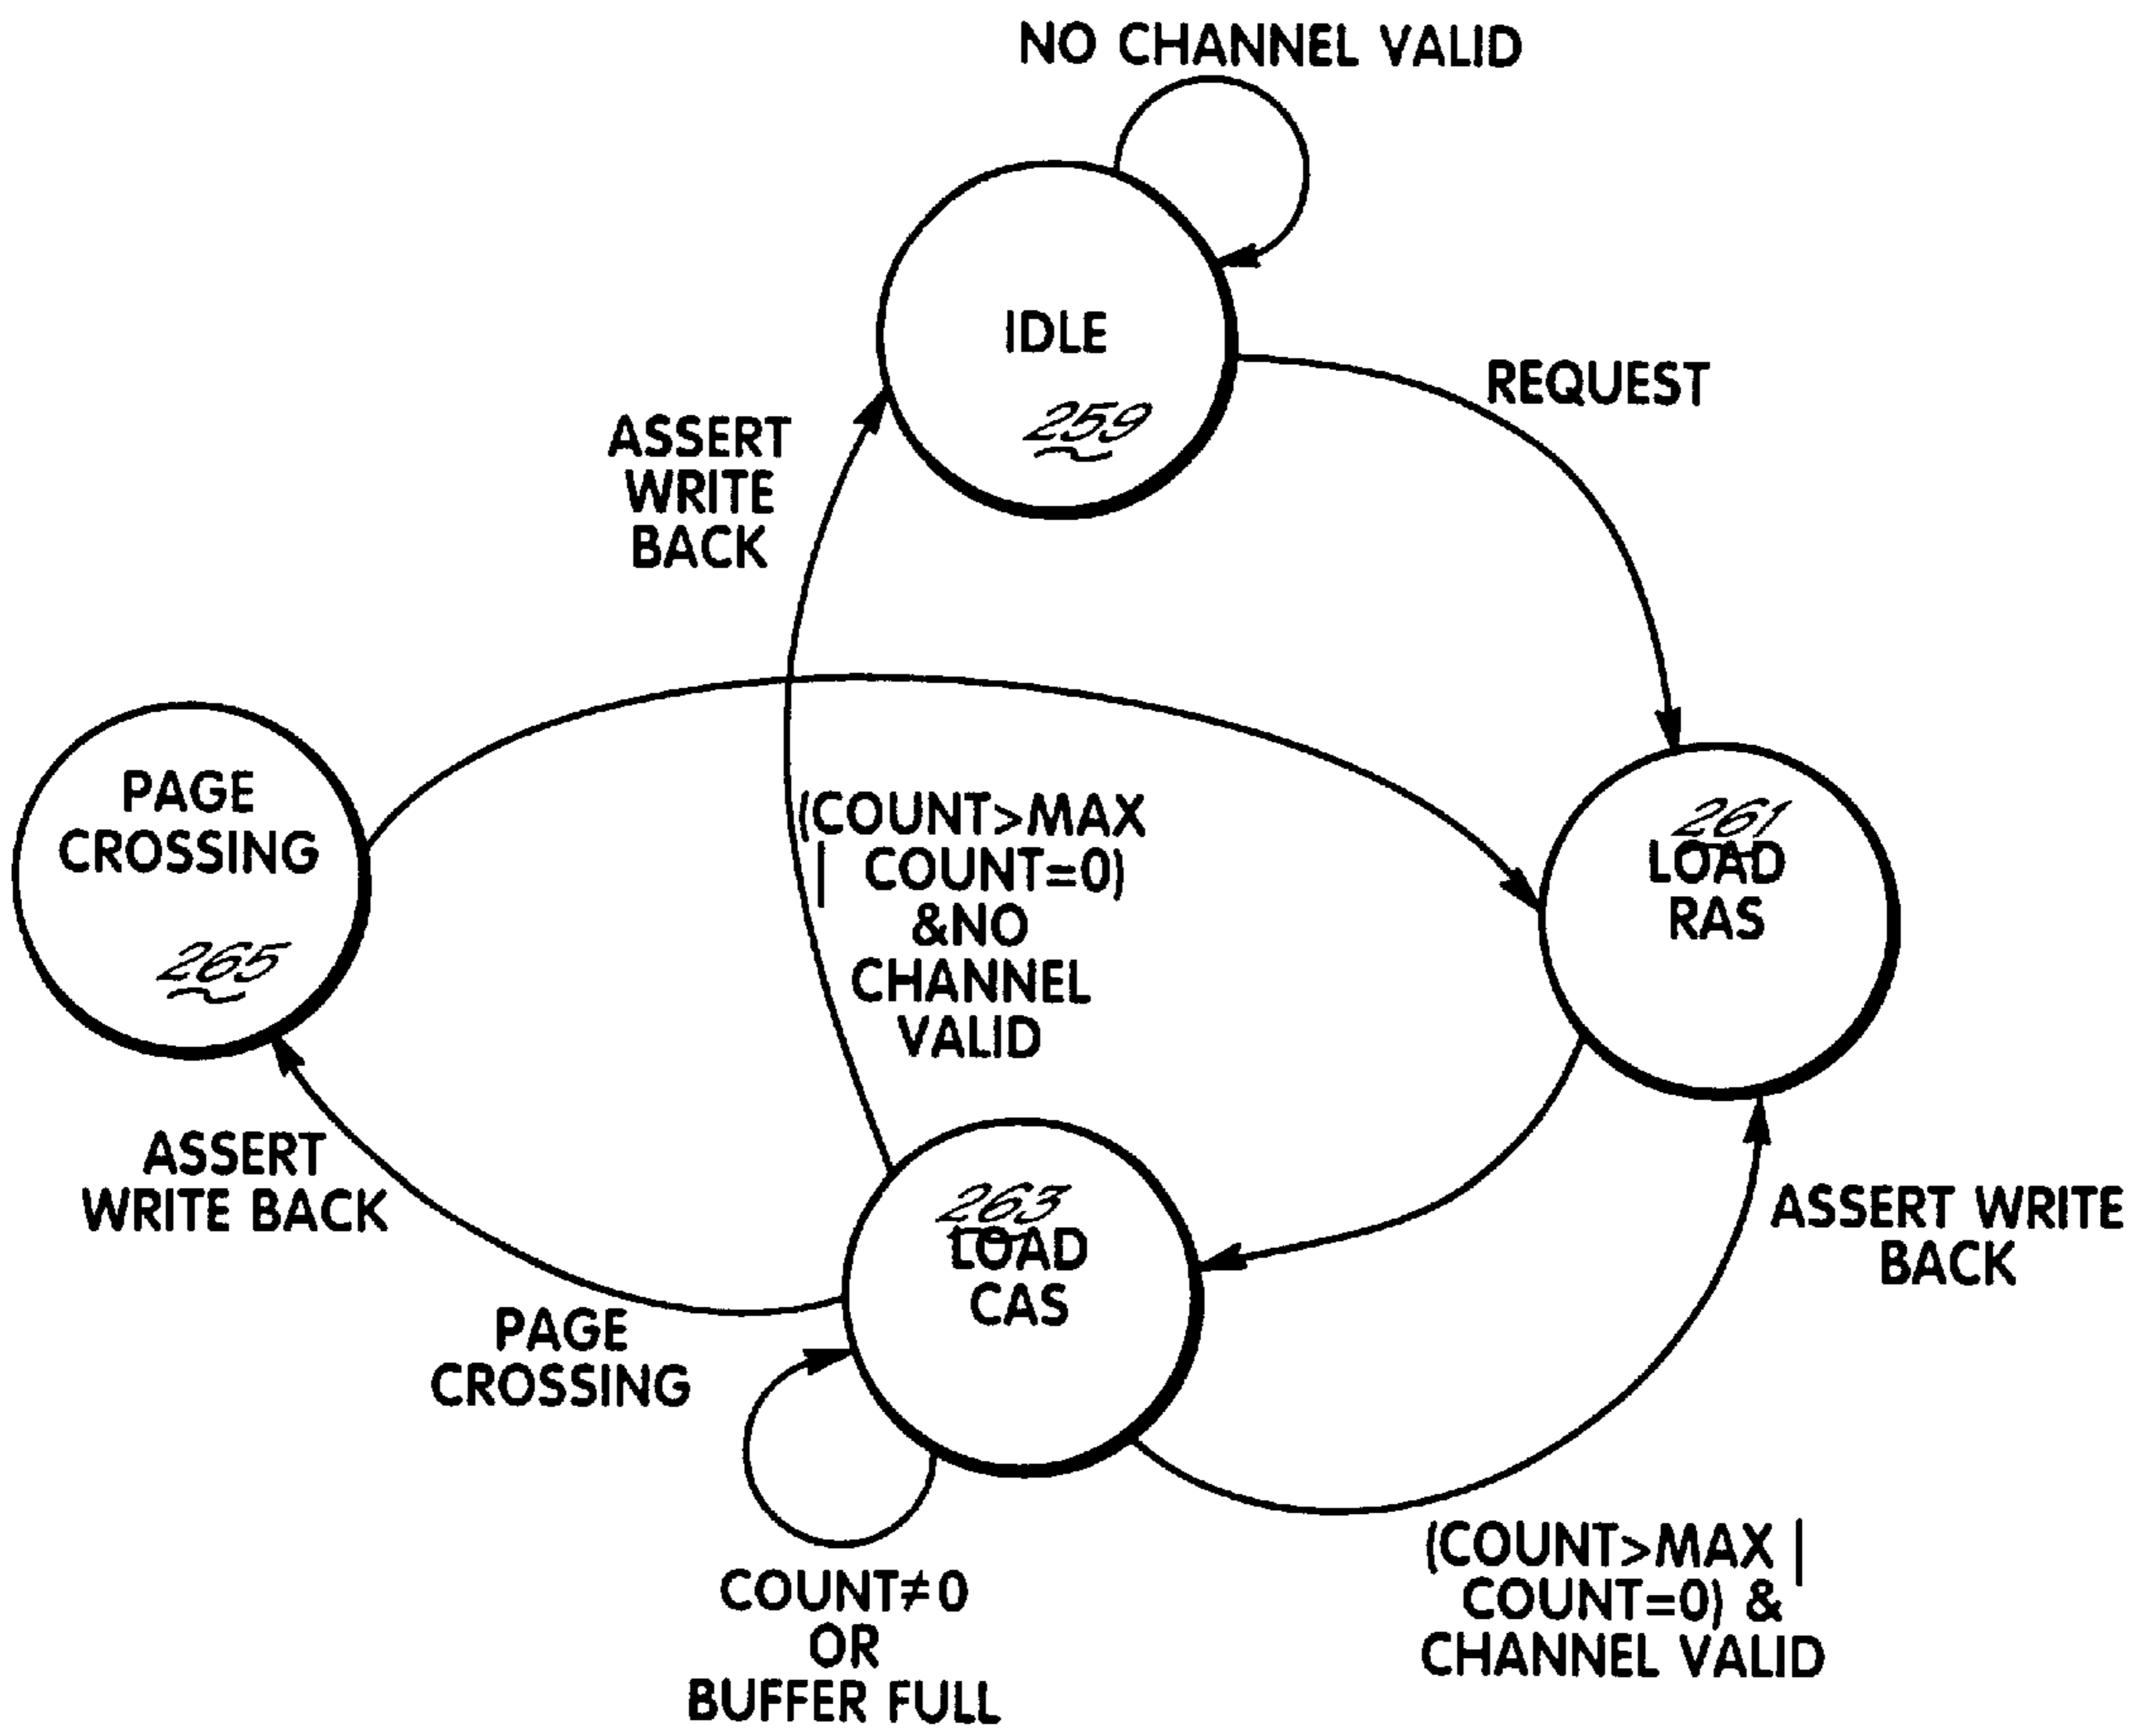 NO CHANNEL VALID
IDLE
259
REQUEST
ASSERT
WRITE
BACK
PAGE
CROSSING
265
(COUNT>MAX
| COUNT=0)
&NO
CHANNEL
VALID
261
LOAD
RAS
ASSERT
WRITE BACK
263
LOAD
CAS
ASSERT WRITE
BACK
PAGE
CROSSING
(COUNT>MAX |
COUNT=0) &
CHANNEL VALID
COUNT≠0
OR
BUFFER FULL